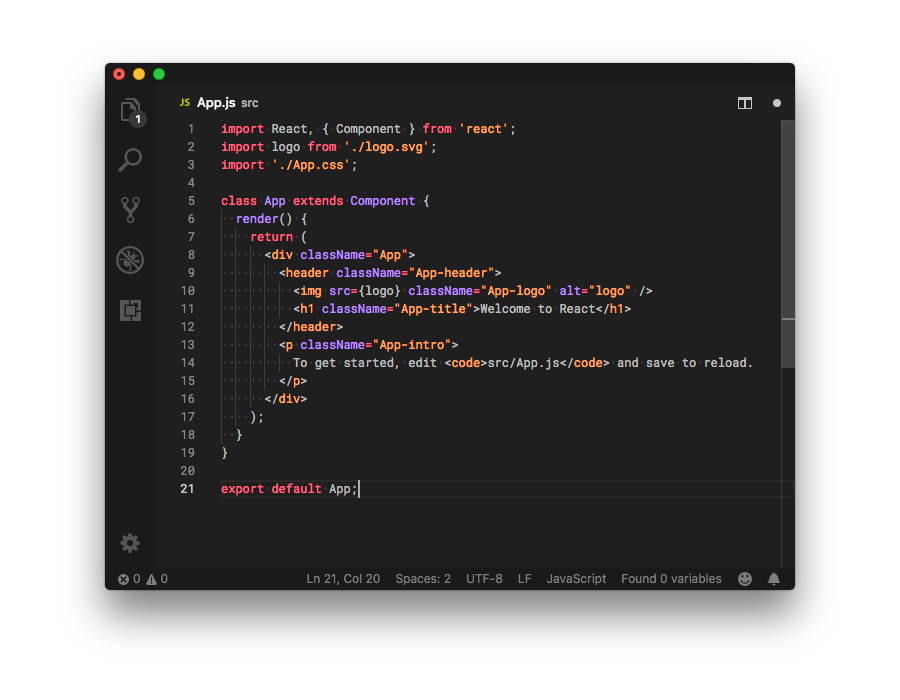 1
JS App.js src
1 import React, { Component } from 'react';
2 import logo from './logo.svg';
3 import './App.css';
4
5 class App extends Component {
6   render() {
7     return (
8       <div className="App">
9         <header className="App-header">
10           <img src={logo} className="App-logo" alt="logo" />
11           <h1 className="App-title">Welcome to React</h1>
12         </header>
13         <p className="App-intro">
14           To get started, edit <code>src/App.js</code> and save to reload.
15         </p>
16       </div>
17     );
18   }
19 }
20
21 export default App;
0 0 Ln 21, Col 20 Spaces: 2 UTF-8 LF JavaScript Found 0 variables